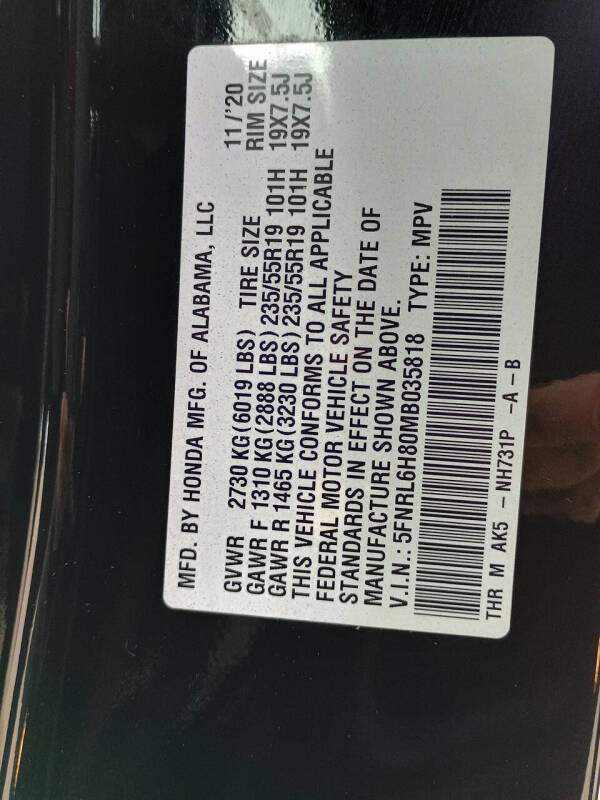 MFD. BY HONDA MFG. OF ALABAMA, LLC
11/'20
GVWR 2730 KG (6019 LBS) TIRE SIZE RIM SIZE
GAWR F 1310 KG (2888 LBS) 235/55R19 101H 19X7.5J
GAWR R 1465 KG (3230 LBS) 235/55R19 101H 19X7.5J
THIS VEHICLE CONFORMS TO ALL APPLICABLE
FEDERAL MOTOR VEHICLE SAFETY
STANDARDS IN EFFECT ON THE DATE OF
MANUFACTURE SHOWN ABOVE.
V.I.N.: 5FNRL6H80MB035818 TYPE: MPV
THR M AK5 - NH731P -A-B